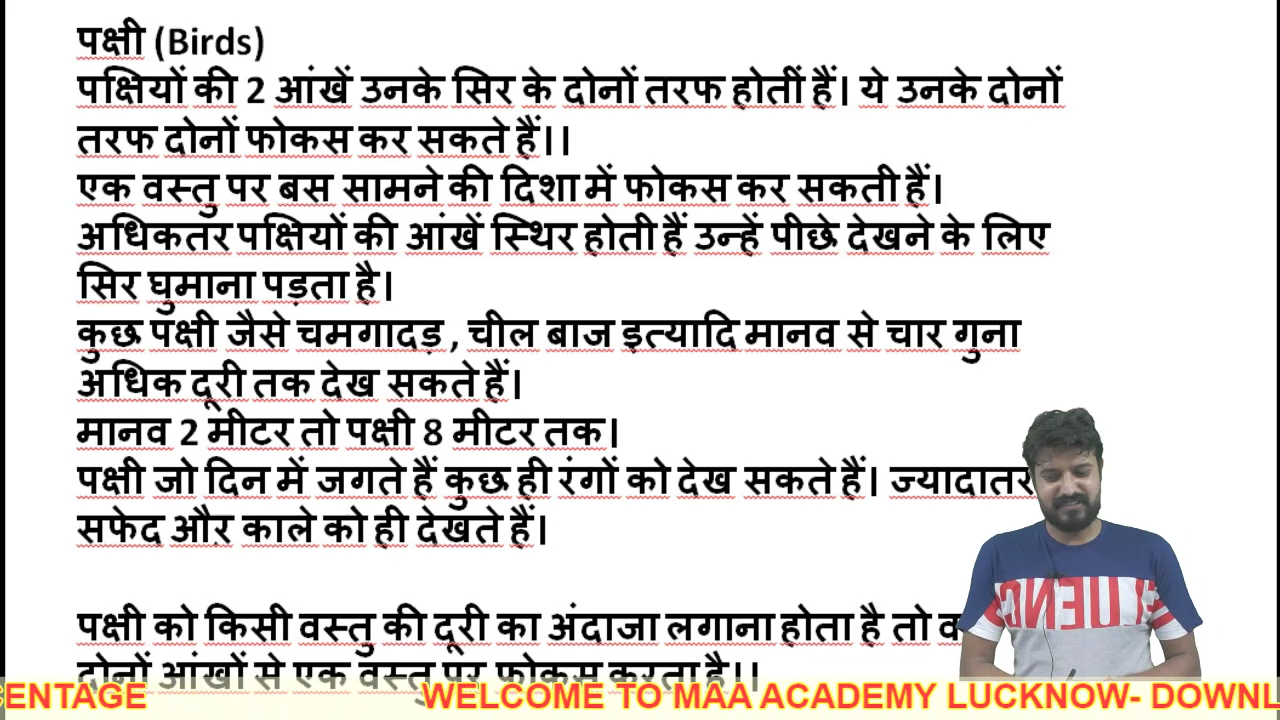 पक्षी (Birds)
पक्षियों की 2 आंखें उनके सिर के दोनों तरफ होतीं हैं। ये उनके दोनों
तरफ दोनों फोकस कर सकते हैं।।
एक वस्तु पर बस सामने की दिशा में फोकस कर सकती हैं।
अधिकतर पक्षियों की आंखें स्थिर होती हैं उन्हें पीछे देखने के लिए
सिर घुमाना पड़ता है।
कुछ पक्षी जैसे चमगादड़ , चील बाज इत्यादि मानव से चार गुना
अधिक दूरी तक देख सकते हैं।
मानव 2 मीटर तो पक्षी 8 मीटर तक।
पक्षी जो दिन में जगते हैं कुछ ही रंगों को देख सकते हैं। ज्यादातर
सफेद और काले को ही देखते हैं।
पक्षी को किसी वस्तु की दूरी का अंदाजा लगाना होता है तो
दोनों आंखों से एक वस्तु पर फोकस करता है।।
CENTAGE WELCOME TO MAA ACADEMY LUCKNOW- DOWNL